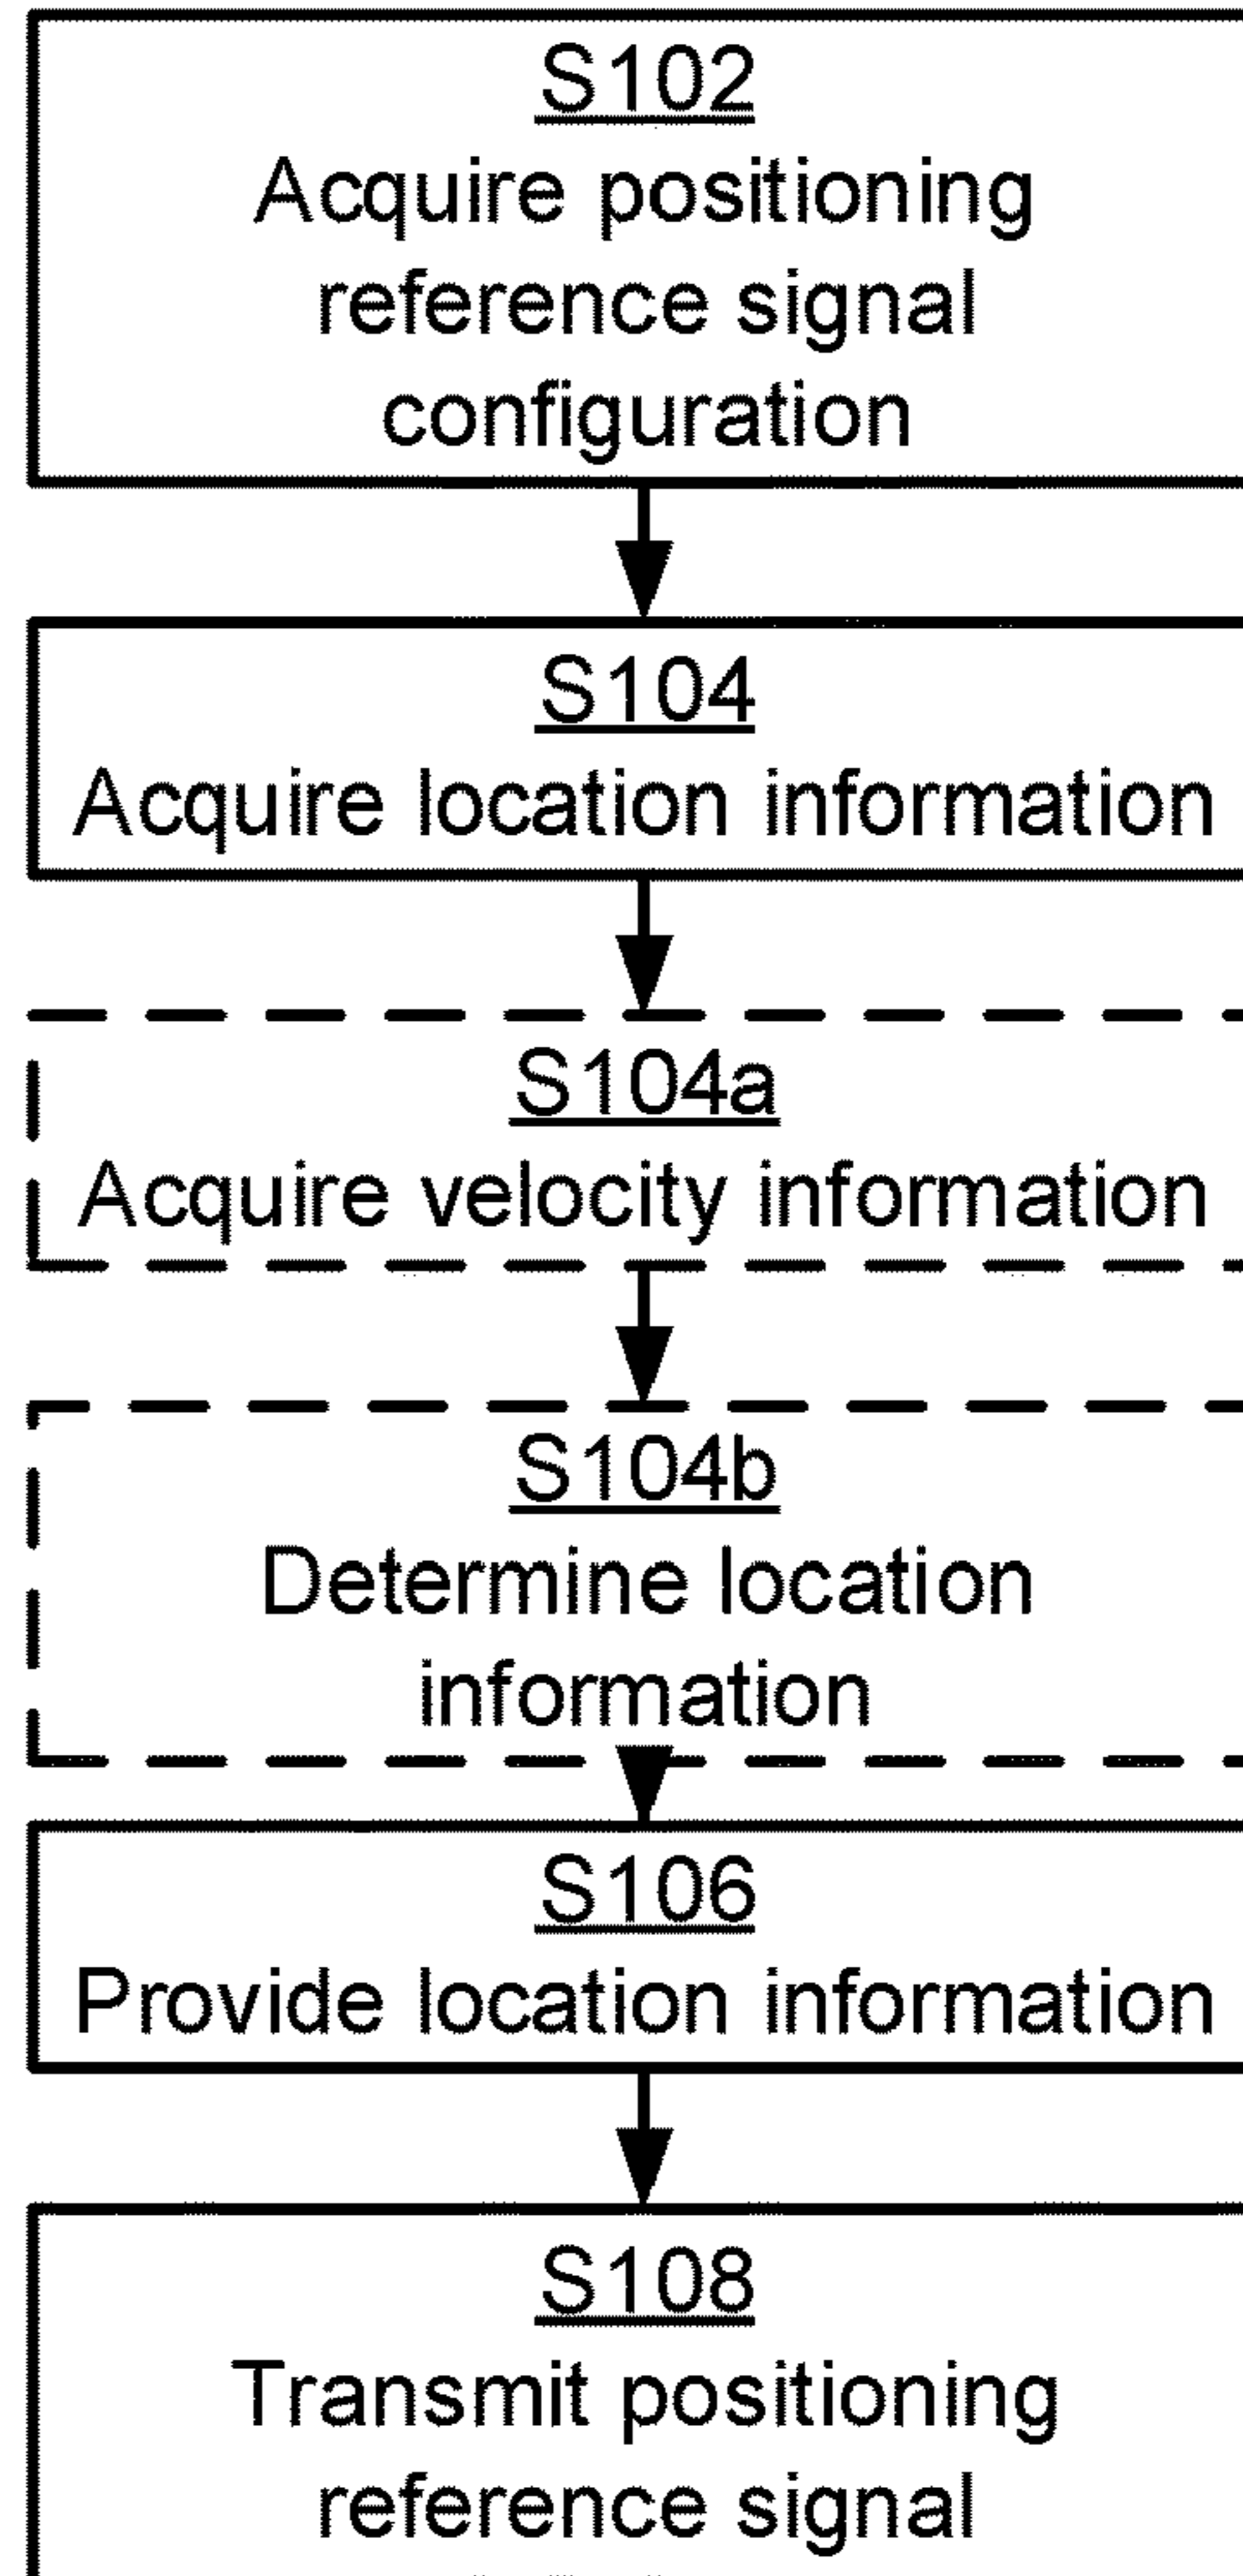 S102
Acquire positioning
reference signal
configuration
S104
Acquire location information
S104a
Acquire velocity information
S104b
Determine location
information
S106
Provide location information
S108
Transmit positioning
reference signal